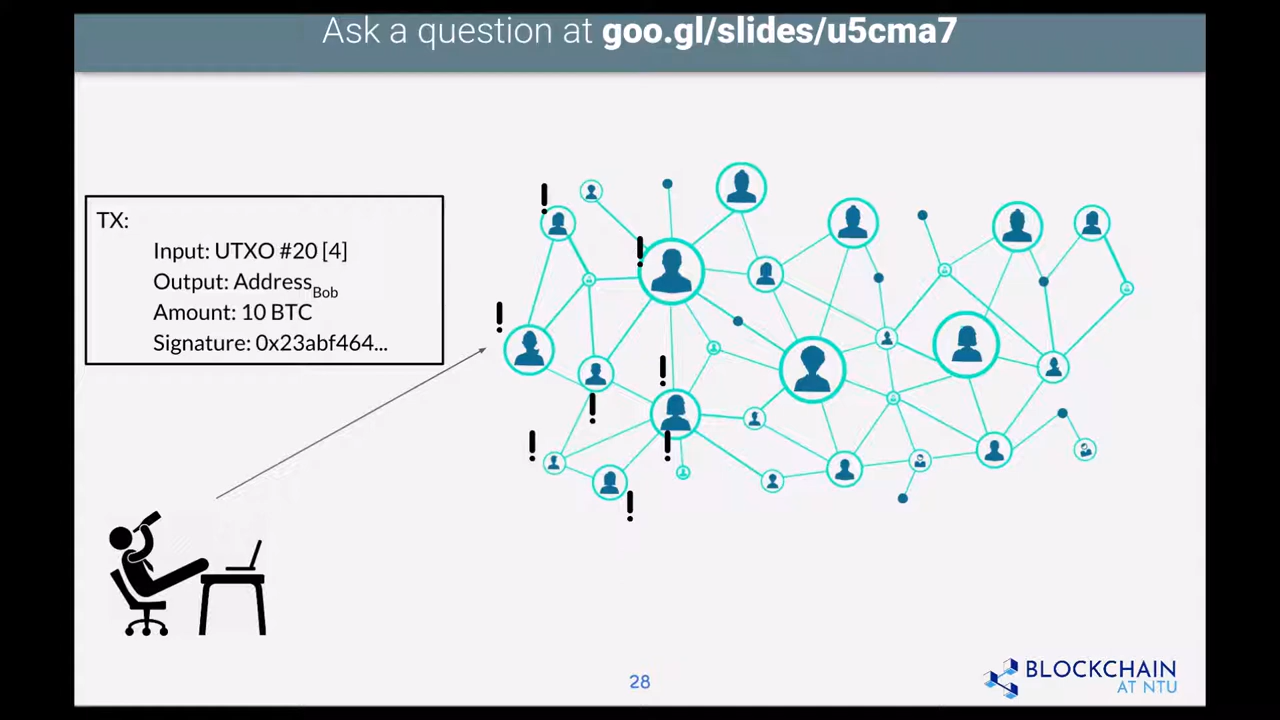 Ask a question at goo.gl/slides/u5cma7
TX:
Input: UTXO #20 [4]
Output: AddressBob
Amount: 10 BTC
Signature: 0x23abf464...
!
!
!
!
!
!
!
!
28
BLOCKCHAIN
AT NTU